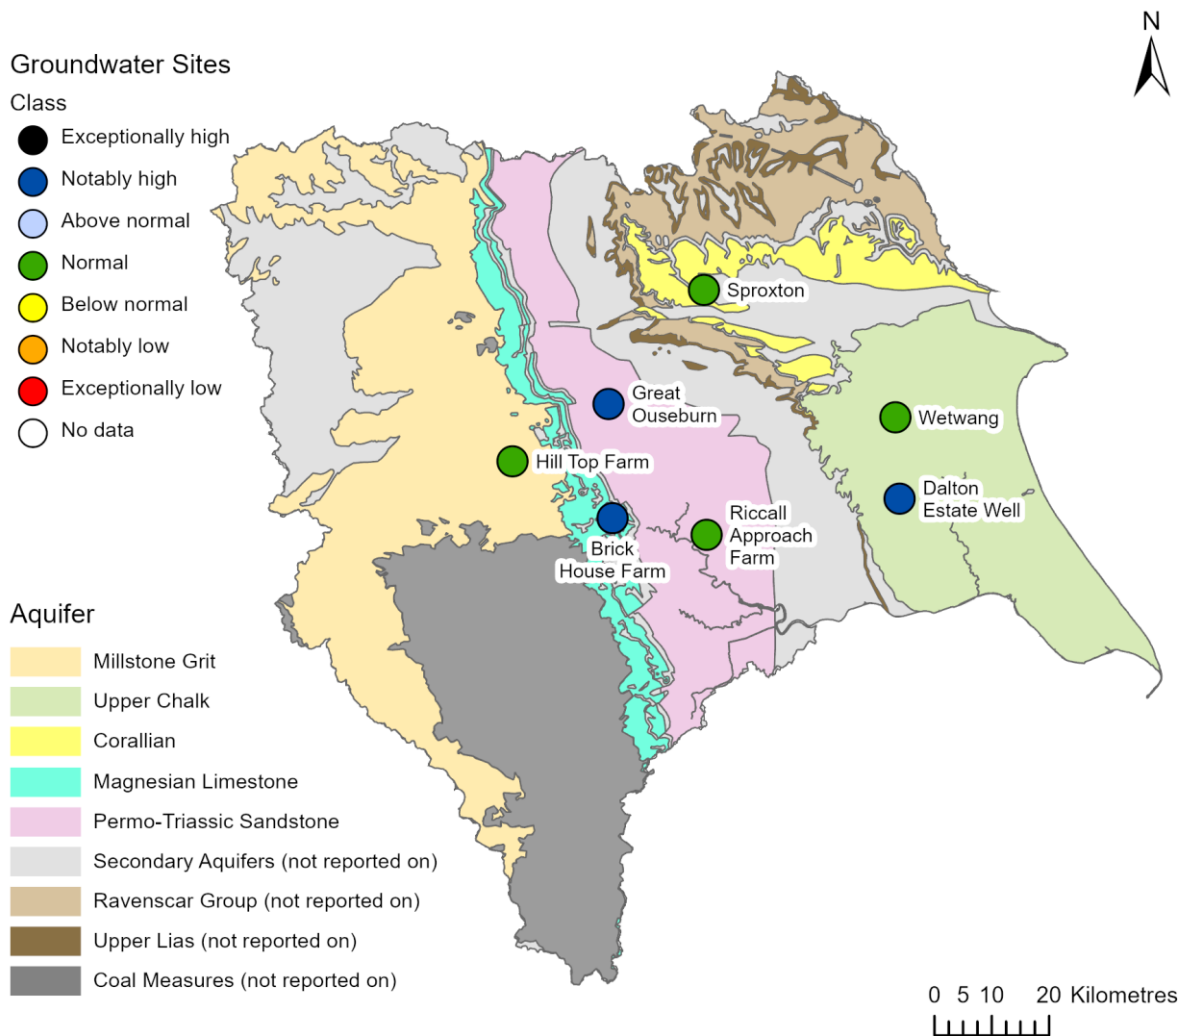 N
Groundwater Sites
Class
Exceptionally high
Notably high
Above normal
Normal
Below normal
Notably low
Exceptionally low
No data
Sproxton
Great
Ouseburn
Wetwang
Hill Top Farm
Dalton
Estate Well
Riccall
Approach
Farm
Brick
House Farm
Aquifer
Millstone Grit
Upper Chalk
Corallian
Magnesian Limestone
Permo-Triassic Sandstone
Secondary Aquifers (not reported on)
Ravenscar Group (not reported on)
Upper Lias (not reported on)
Coal Measures (not reported on)
0 5 10 20 Kilometres